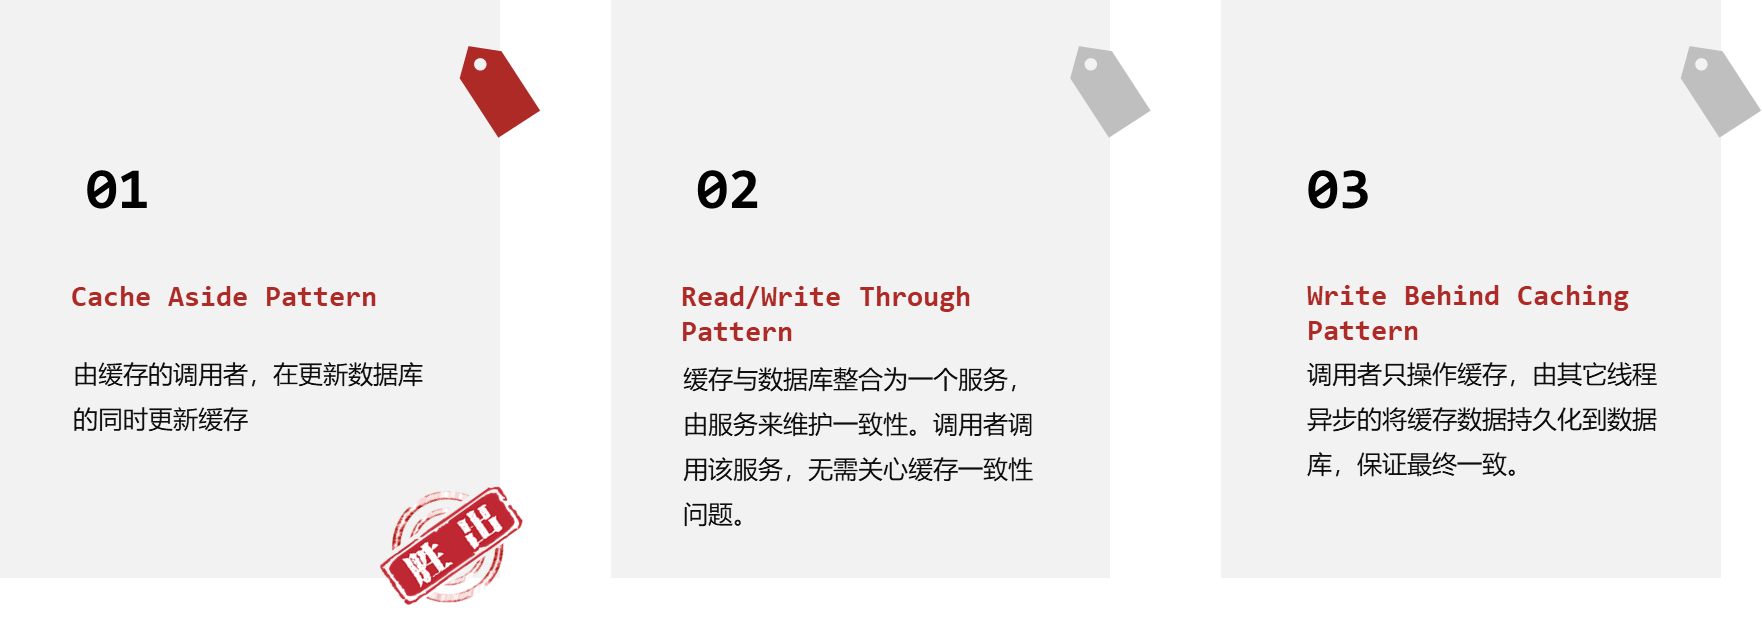 01
Cache Aside Pattern
由缓存的调用者，在更新数据库
的同时更新缓存
胜出
02
Read/Write Through
Pattern
缓存与数据库整合为一个服务，
由服务来维护一致性。调用者调
用该服务，无需关心缓存一致性
问题。
03
Write Behind Caching
Pattern
调用者只操作缓存，由其它线程
异步的将缓存数据持久化到数据
库，保证最终一致。